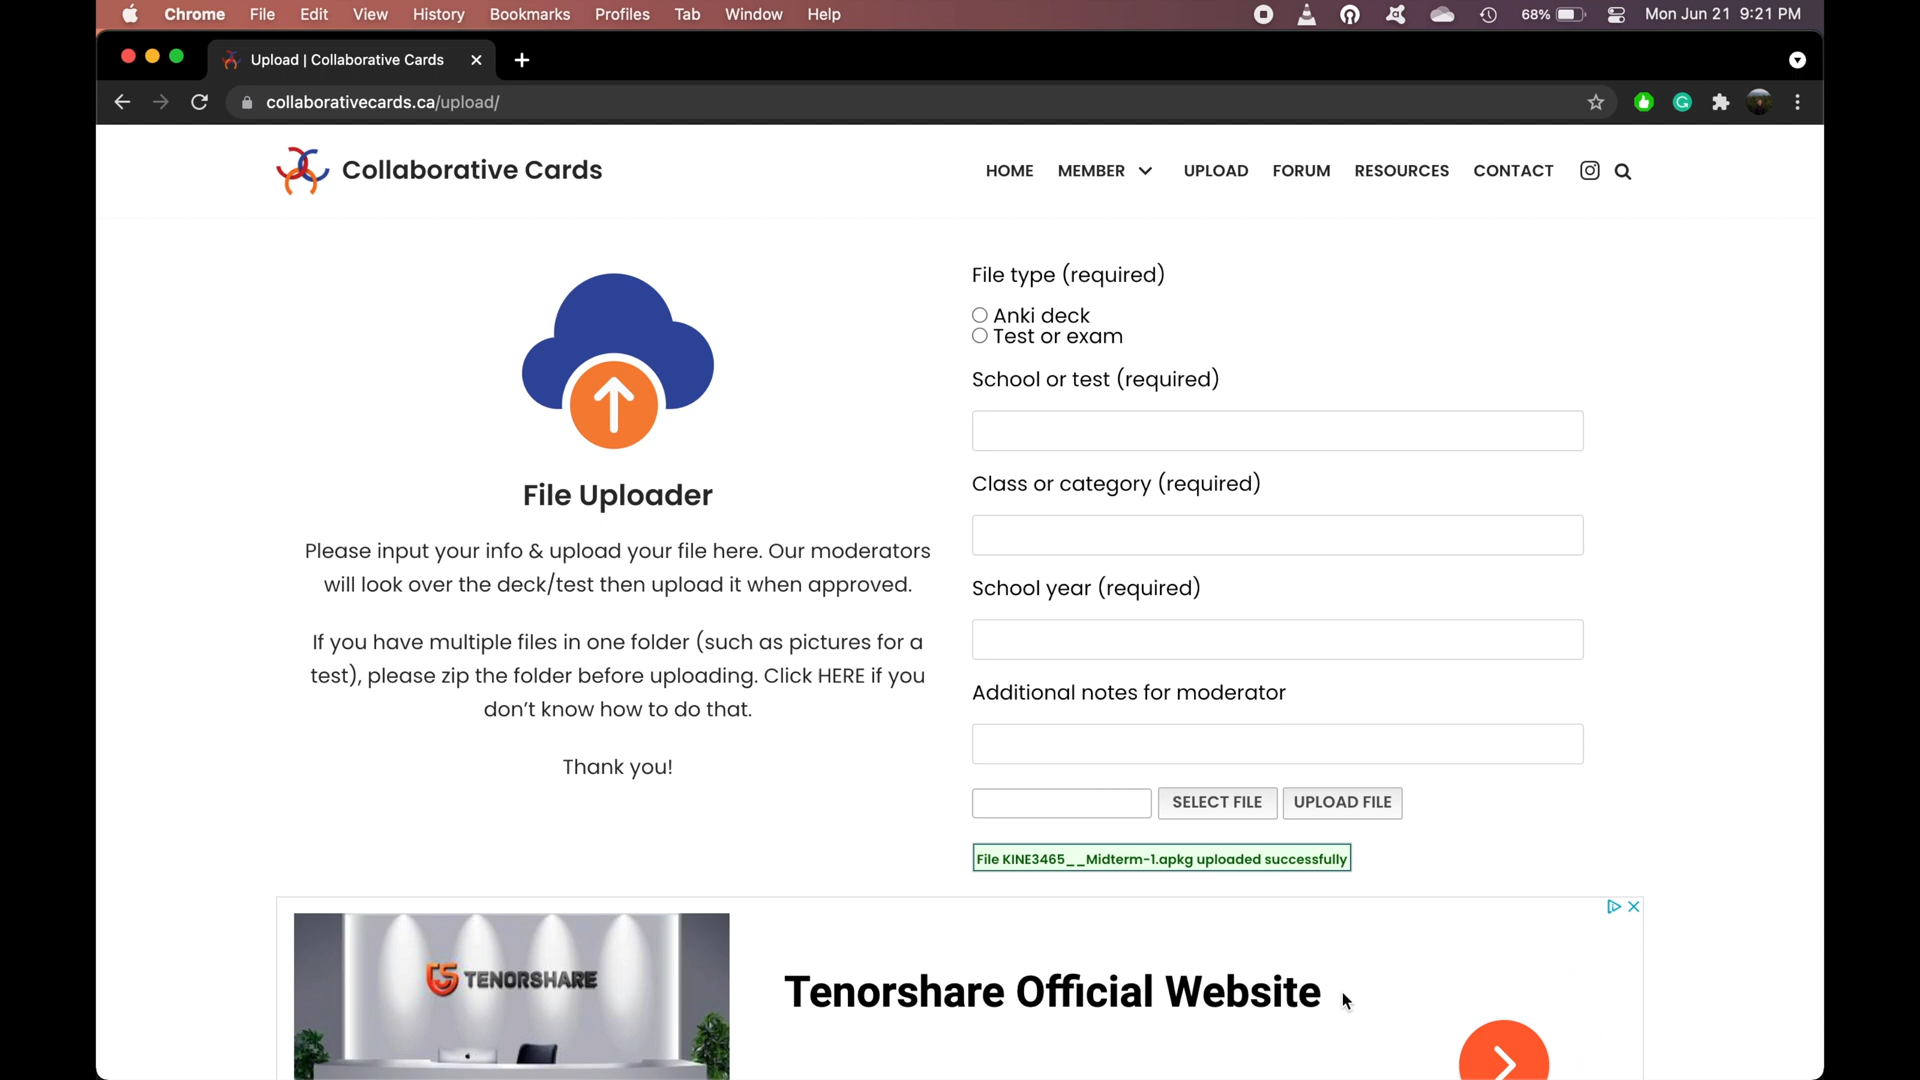 Chrome File Edit View History Bookmarks Profiles Tab Window Help 68% Mon Jun 21 9:21 PM
Upload | Collaborative Cards
collaborativecards.ca/upload/
Collaborative Cards
HOME MEMBER UPLOAD FORUM RESOURCES CONTACT
File type (required)
Anki deck
Test or exam
School or test (required)
Class or category (required)
File Uploader
Please input your info & upload your file here. Our moderators
will look over the deck/test then upload it when approved.
School year (required)
If you have multiple files in one folder (such as pictures for a
test), please zip the folder before uploading. Click HERE if you
don't know how to do that.
Additional notes for moderator
Thank you!
SELECT FILE UPLOAD FILE
File KINE3465__Midterm-1.apkg uploaded successfully
TENORSHARE
Tenorshare Official Website